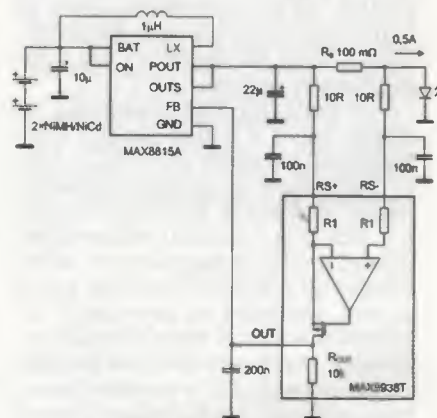 1μH
BAT LX
ON POUT
OUTS
FB
GND
MAX8815A
10μ
2×NiMH/NiCd
22μ
Rs 100 mΩ
0,5A
10R 10R
100n 100n
RS+ RS-
R1 R1
- +
OUT
ROUT
10k
200n
MAX9938T